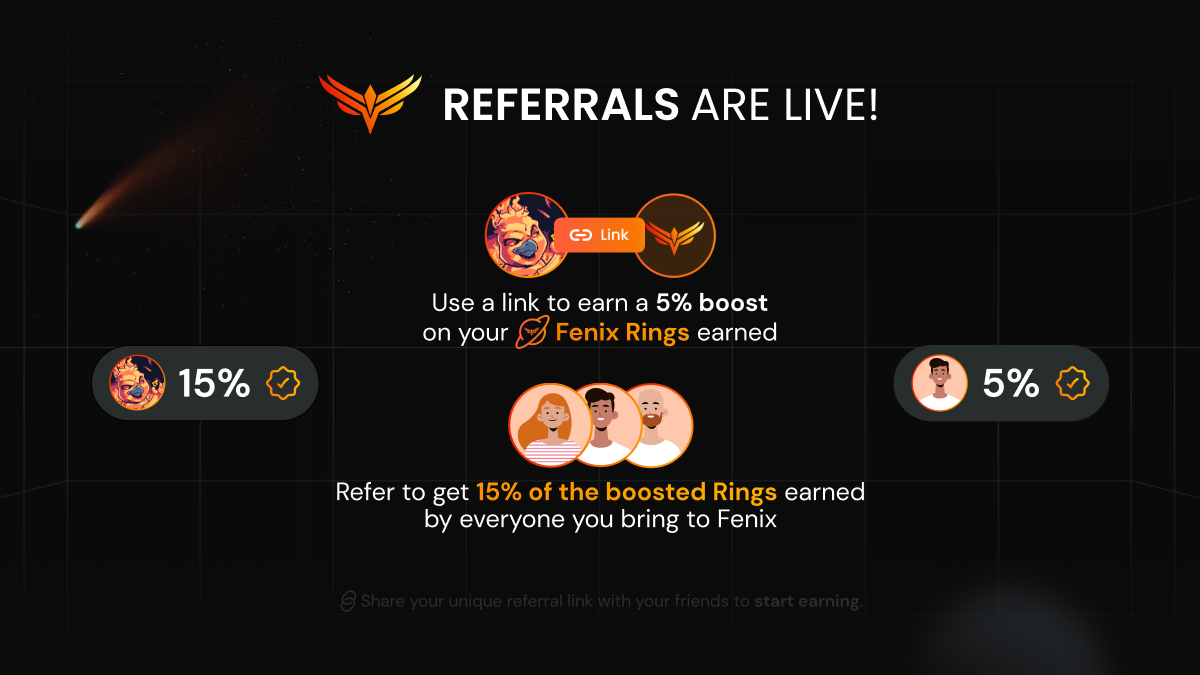 REFERRALS ARE LIVE!
Link
Use a link to earn a 5% boost
on your Fenix Rings earned
15%
5%
Refer to get 15% of the boosted Rings earned
by everyone you bring to Fenix
Share your unique referral link with your friends to start earning.